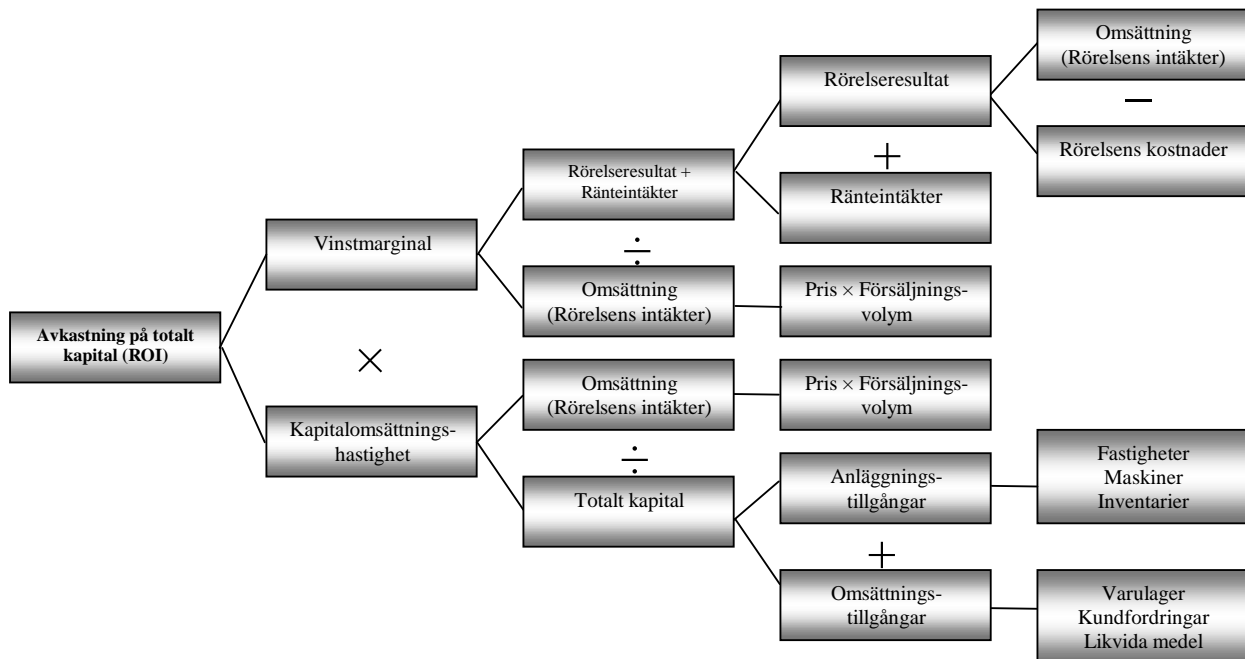 Omsättning
(Rörelsens intäkter)
Rörelseresultat
−
Rörelsens kostnader
+
Rörelseresultat +
Ränteintäkter
Ränteintäkter
Vinstmarginal
÷
Omsättning
(Rörelsens intäkter)
Pris × Försäljnings-
volym
Avkastning på totalt
kapital (ROI)
×
Omsättning
(Rörelsens intäkter)
Pris × Försäljnings-
volym
Kapitalomsättnings-
hastighet
÷
Totalt kapital
Anläggnings-
tillgångar
Fastigheter
Maskiner
Inventarier
+
Omsättnings-
tillgångar
Varulager
Kundfordringar
Likvida medel